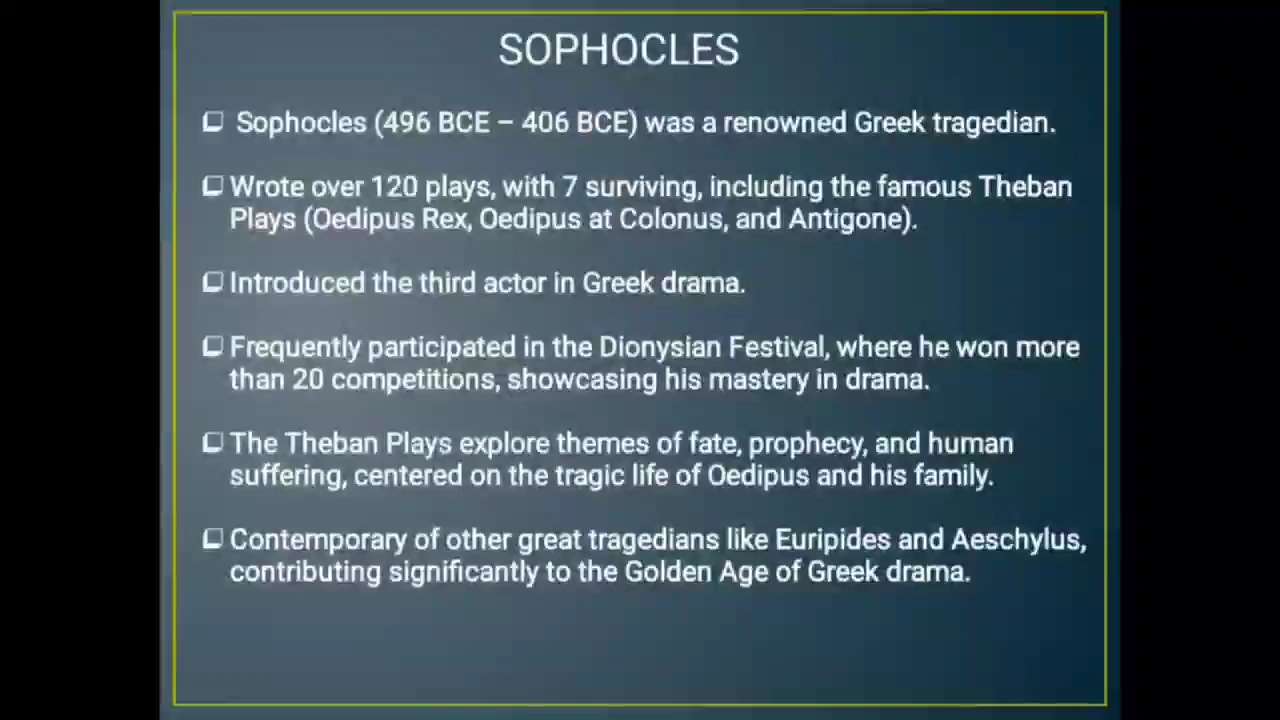 SOPHOCLES
❑ Sophocles (496 BCE – 406 BCE) was a renowned Greek tragedian.
❑ Wrote over 120 plays, with 7 surviving, including the famous Theban
Plays (Oedipus Rex, Oedipus at Colonus, and Antigone).
❑ Introduced the third actor in Greek drama.
❑ Frequently participated in the Dionysian Festival, where he won more
than 20 competitions, showcasing his mastery in drama.
❑ The Theban Plays explore themes of fate, prophecy, and human
suffering, centered on the tragic life of Oedipus and his family.
❑ Contemporary of other great tragedians like Euripides and Aeschylus,
contributing significantly to the Golden Age of Greek drama.